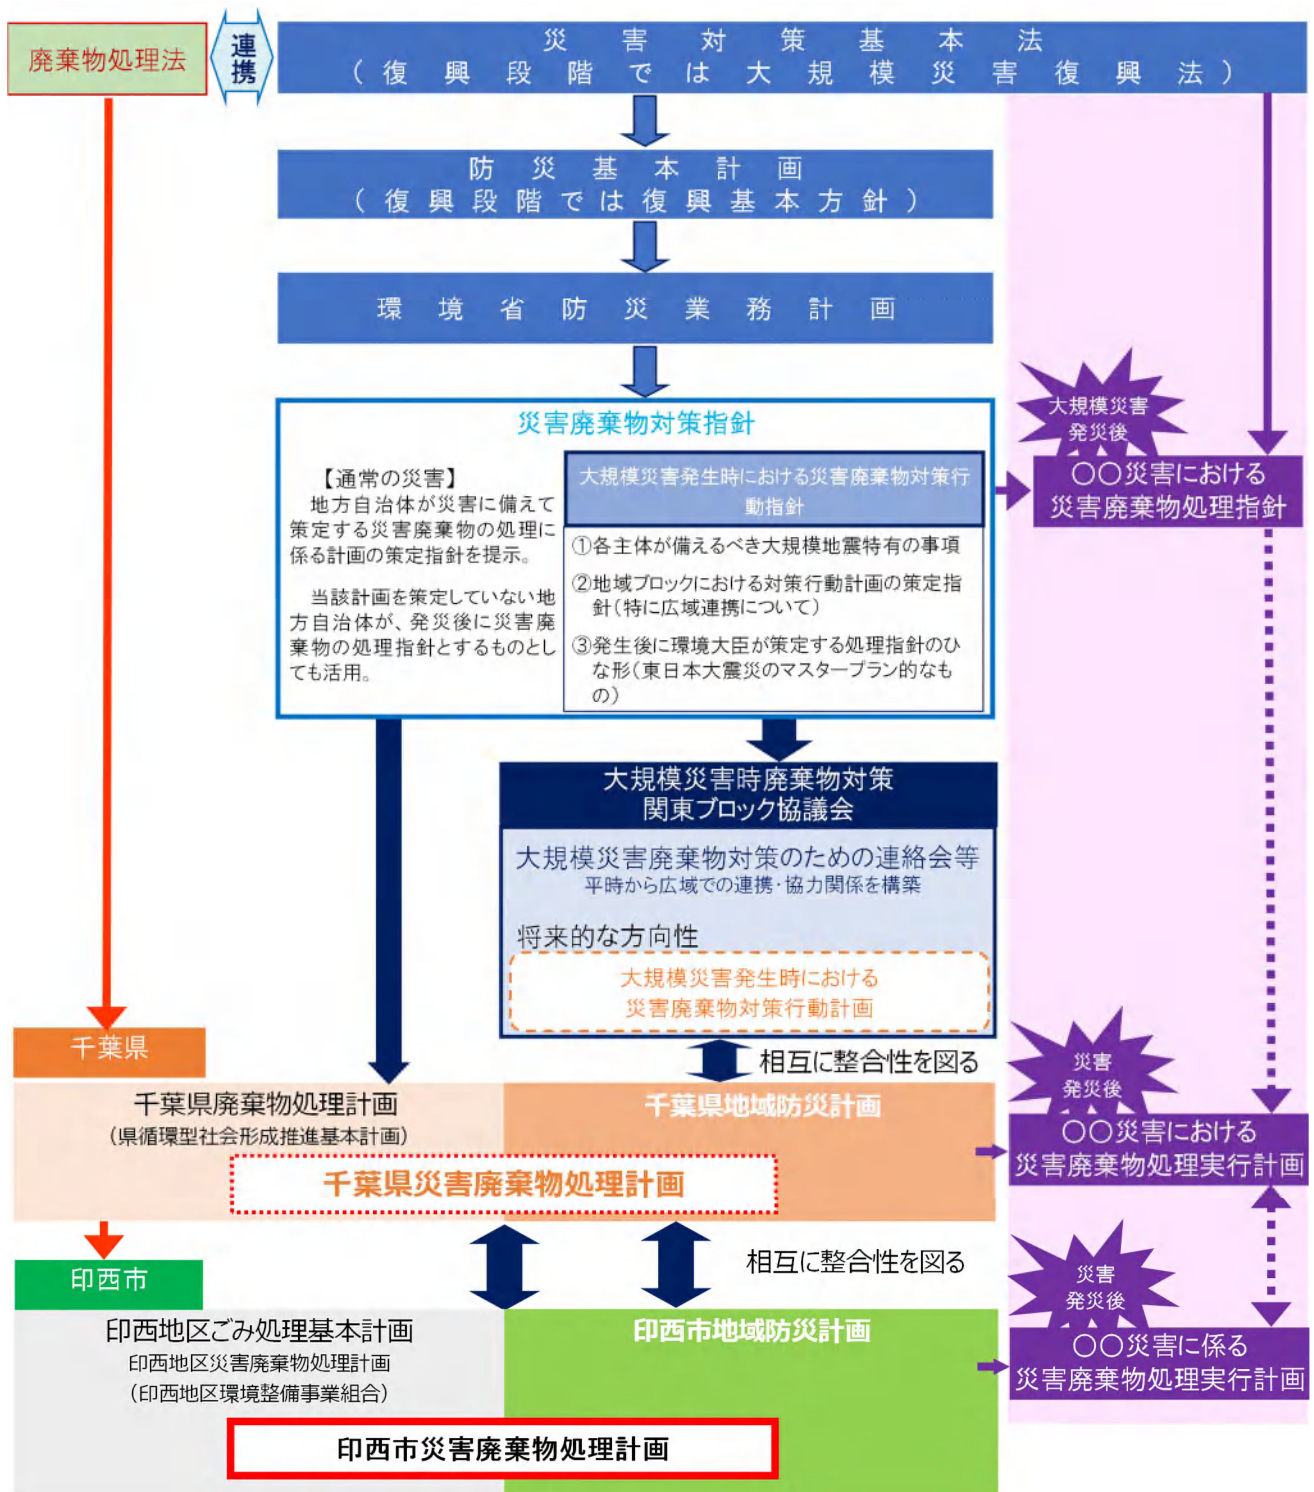 廃棄物処理法
連携
災害対策基本法
(復興段階では大規模災害復興法)
防災基本計画
(復興段階では復興基本方針)
環境省防災業務計画
災害廃棄物対策指針
【通常の災害】
地方自治体が災害に備えて
策定する災害廃棄物の処理に
係る計画の策定指針を提示。
当該計画を策定していない地
方自治体が、発災後に災害廃
棄物の処理指針とするものとし
ても活用。
大規模災害発生時における災害廃棄物対策行
動指針
①各主体が備えるべき大規模地震特有の事項
②地域ブロックにおける対策行動計画の策定指
針(特に広域連携について)
③発生後に環境大臣が策定する処理指針のひ
な形(東日本大震災のマスタープラン的なも
の)
大規模災害
発災後
〇〇災害における
災害廃棄物処理指針
大規模災害時廃棄物対策
関東ブロック協議会
大規模災害廃棄物対策のための連絡会等
平時から広域での連携・協力関係を構築
将来的な方向性
大規模災害発生時における
災害廃棄物対策行動計画
千葉県
相互に整合性を図る
千葉県廃棄物処理計画
(県循環型社会形成推進基本計画)
千葉県地域防災計画
千葉県災害廃棄物処理計画
災害
発災後
〇〇災害における
災害廃棄物処理実行計画
印西市
相互に整合性を図る
印西地区ごみ処理基本計画
印西地区災害廃棄物処理計画
(印西地区環境整備事業組合)
印西市地域防災計画
印西市災害廃棄物処理計画
災害
発災後
〇〇災害に係る
災害廃棄物処理実行計画